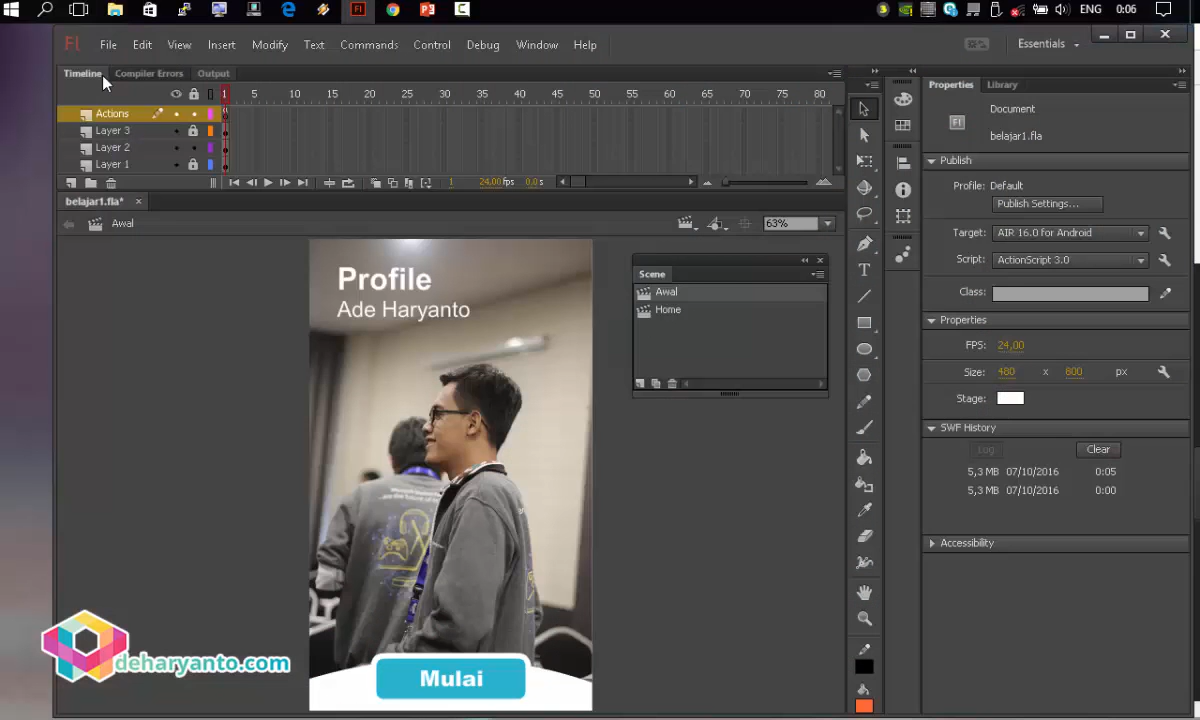 ENG 0:06
Fl File Edit View Insert Modify Text Commands Control Debug Window Help Essentials
Timeline Compiler Errors Output
1 5 10 15 20 25 30 35 40 45 50 55 60 65 70 75 80
Actions
Layer 3
Layer 2
Layer 1
1 24,00 fps 0,0 s
belajar1.fla*
Awal
63%
Profile
Ade Haryanto
Mulai
Scene
Awal
Home
Properties Library
Document
Fl
belajar1.fla
Publish
Profile: Default
Publish Settings...
Target: AIR 16.0 for Android
Script: ActionScript 3.0
Class:
Properties
FPS: 24,00
Size: 480 x 800 px
Stage:
SWF History
Log Clear
5,3 MB 07/10/2016 0:05
5,3 MB 07/10/2016 0:00
Accessibility
deharyanto.com